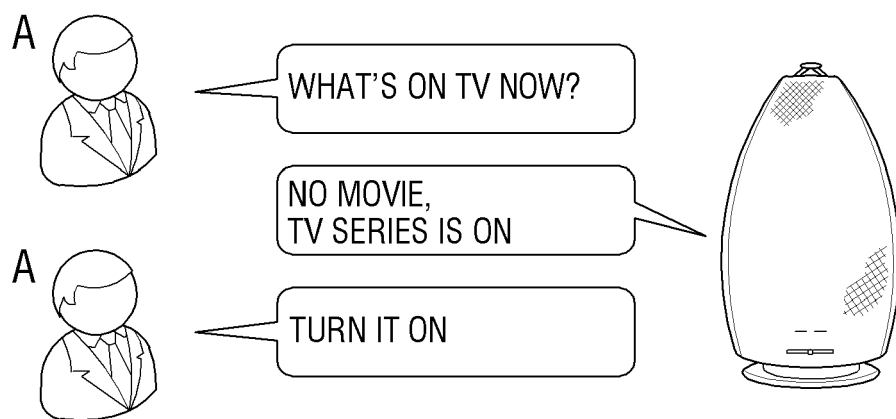 A
WHAT'S ON TV NOW?
NO MOVIE,
TV SERIES IS ON
A
TURN IT ON